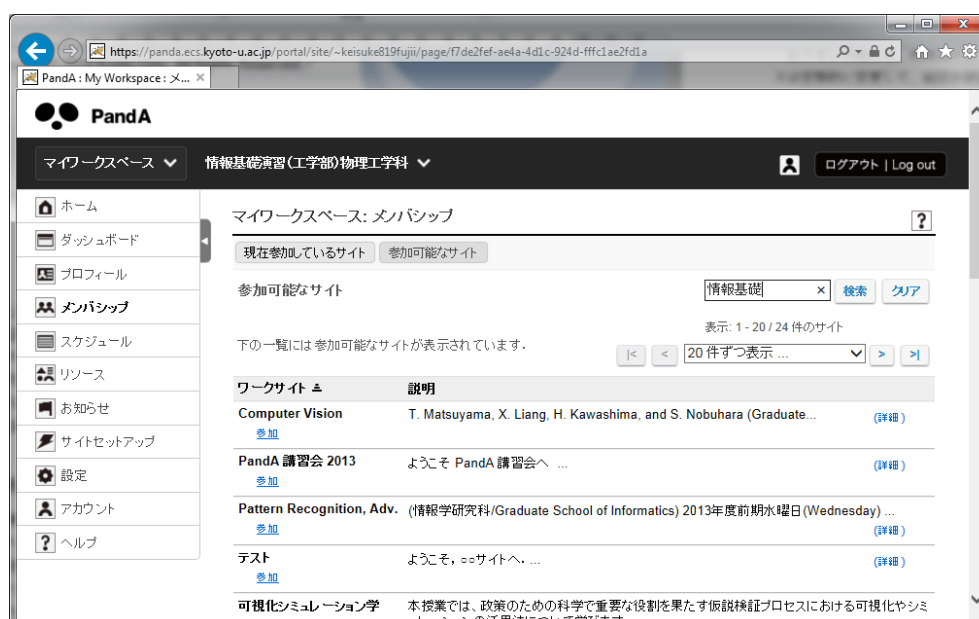 https://panda.ecs.kyoto-u.ac.jp/portal/site/~keisuke819fujii/page/f7de2fef-ae4a-4d1c-924d-fffc1ae2fd1a
PandA : My Workspace : メ...
PandA
マイワークスペース 情報基礎演習(工学部)物理工学科 ログアウト | Log out
ホーム
ダッシュボード
プロフィール
メンバシップ
スケジュール
リソース
お知らせ
サイトセットアップ
設定
アカウント
ヘルプ
マイワークスペース: メンバシップ ?
現在参加しているサイト 参加可能なサイト
参加可能なサイト 情報基礎 × 検索 クリア
表示: 1 - 20 / 24 件のサイト
下の一覧には参加可能なサイトが表示されています. |< < 20 件ずつ表示 ... > >|
ワークサイト 説明
Computer Vision T. Matsuyama, X. Liang, H. Kawashima, and S. Nobuhara (Graduate... (詳細)
参加
PandA 講習会 2013 ようこそ PandA 講習会へ ... (詳細)
参加
Pattern Recognition, Adv. (情報学研究科/Graduate School of Informatics) 2013年度前期水曜日(Wednesday) ...
参加 (詳細)
テスト ようこそ, ○○サイトへ. ... (詳細)
参加
可視化シミュレーション学 本授業では、政策のための科学で重要な役割を果たす仮説検証プロセスにおける可視化やシミ